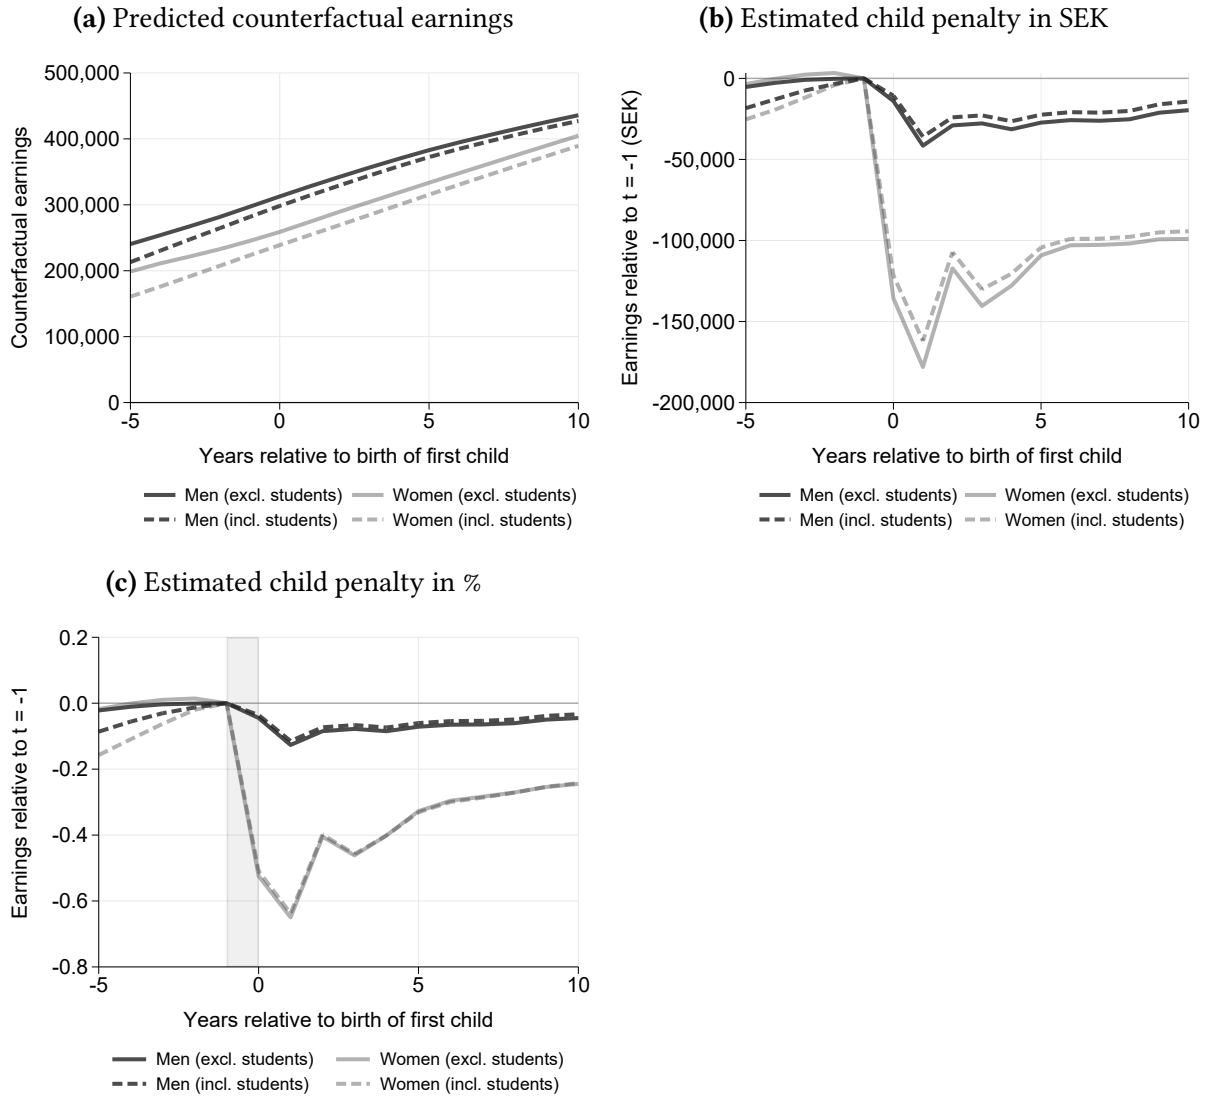 (a) Predicted counterfactual earnings
Counterfactual earnings
500,000
400,000
300,000
200,000
100,000
0
-5 0 5 10
Years relative to birth of first child
Men (excl. students) Women (excl. students)
Men (incl. students) Women (incl. students)
(b) Estimated child penalty in SEK
Earnings relative to t = -1 (SEK)
0
-50,000
-100,000
-150,000
-200,000
-5 0 5 10
Years relative to birth of first child
Men (excl. students) Women (excl. students)
Men (incl. students) Women (incl. students)
(c) Estimated child penalty in %
Earnings relative to t = -1
0.2
0.0
-0.2
-0.4
-0.6
-0.8
-5 0 5 10
Years relative to birth of first child
Men (excl. students) Women (excl. students)
Men (incl. students) Women (incl. students)